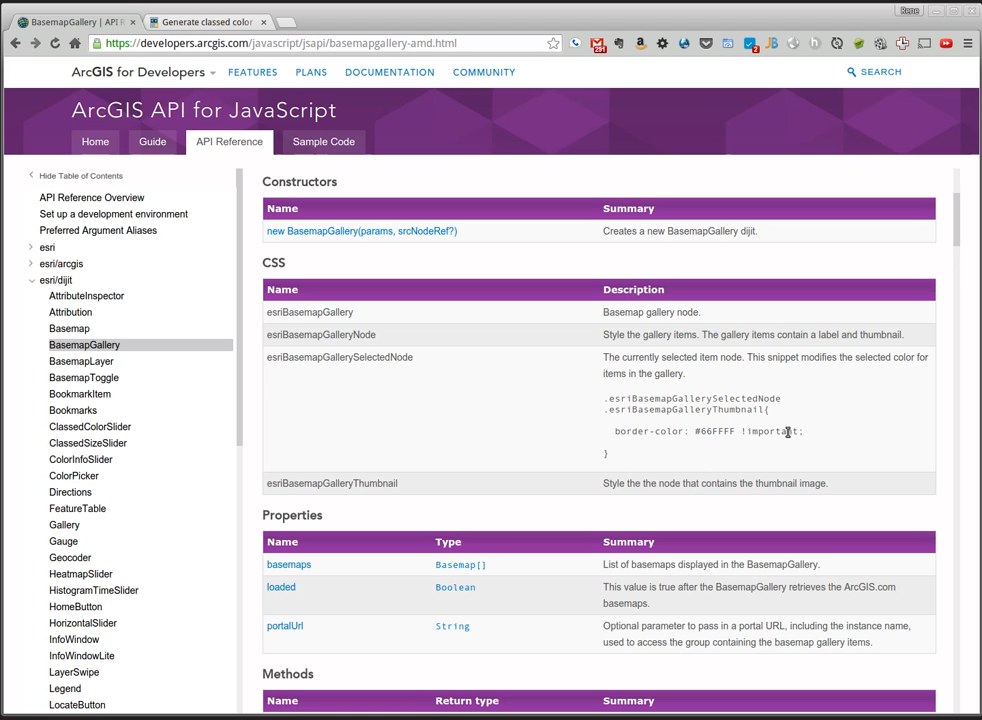 Rene
BasemapGallery | API R
Generate classed color
https://developers.arcgis.com/javascript/jsapi/basemapgallery-amd.html
291
2
ArcGIS for Developers
FEATURES
PLANS
DOCUMENTATION
COMMUNITY
SEARCH
ArcGIS API for JavaScript
Home
Guide
API Reference
Sample Code
Hide Table of Contents
API Reference Overview
Set up a development environment
Preferred Argument Aliases
esri
esri/arcgis
esri/dijit
AttributeInspector
Attribution
Basemap
BasemapGallery
BasemapLayer
BasemapToggle
BookmarkItem
Bookmarks
ClassedColorSlider
ClassedSizeSlider
ColorInfoSlider
ColorPicker
Directions
FeatureTable
Gallery
Gauge
Geocoder
HeatmapSlider
HistogramTimeSlider
HomeButton
HorizontalSlider
InfoWindow
InfoWindowLite
LayerSwipe
Legend
LocateButton
Constructors
Name Summary
new BasemapGallery(params, srcNodeRef?) Creates a new BasemapGallery dijit.
CSS
Name Description
esriBasemapGallery Basemap gallery node.
esriBasemapGalleryNode Style the gallery items. The gallery items contain a label and thumbnail.
esriBasemapGallerySelectedNode The currently selected item node. This snippet modifies the selected color for
items in the gallery.
.esriBasemapGallerySelectedNode
.esriBasemapGalleryThumbnail{
border-color: #66FFFF !important;
}
esriBasemapGalleryThumbnail Style the the node that contains the thumbnail image.
Properties
Name Type Summary
basemaps Basemap[] List of basemaps displayed in the BasemapGallery.
loaded Boolean This value is true after the BasemapGallery retrieves the ArcGIS.com
basemaps.
portalUrl String Optional parameter to pass in a portal URL, including the instance name,
used to access the group containing the basemap gallery items.
Methods
Name Return type Summary